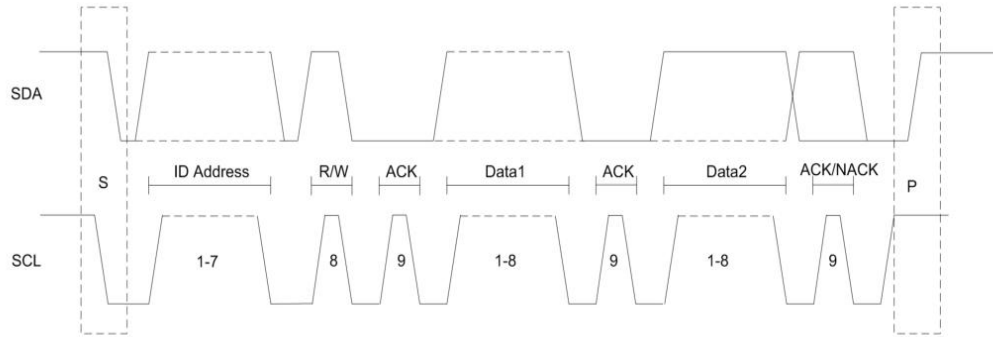 SDA
S
ID Address
R/W
ACK
Data1
ACK
Data2
ACK/NACK
P
SCL
1-7
8
9
1-8
9
1-8
9